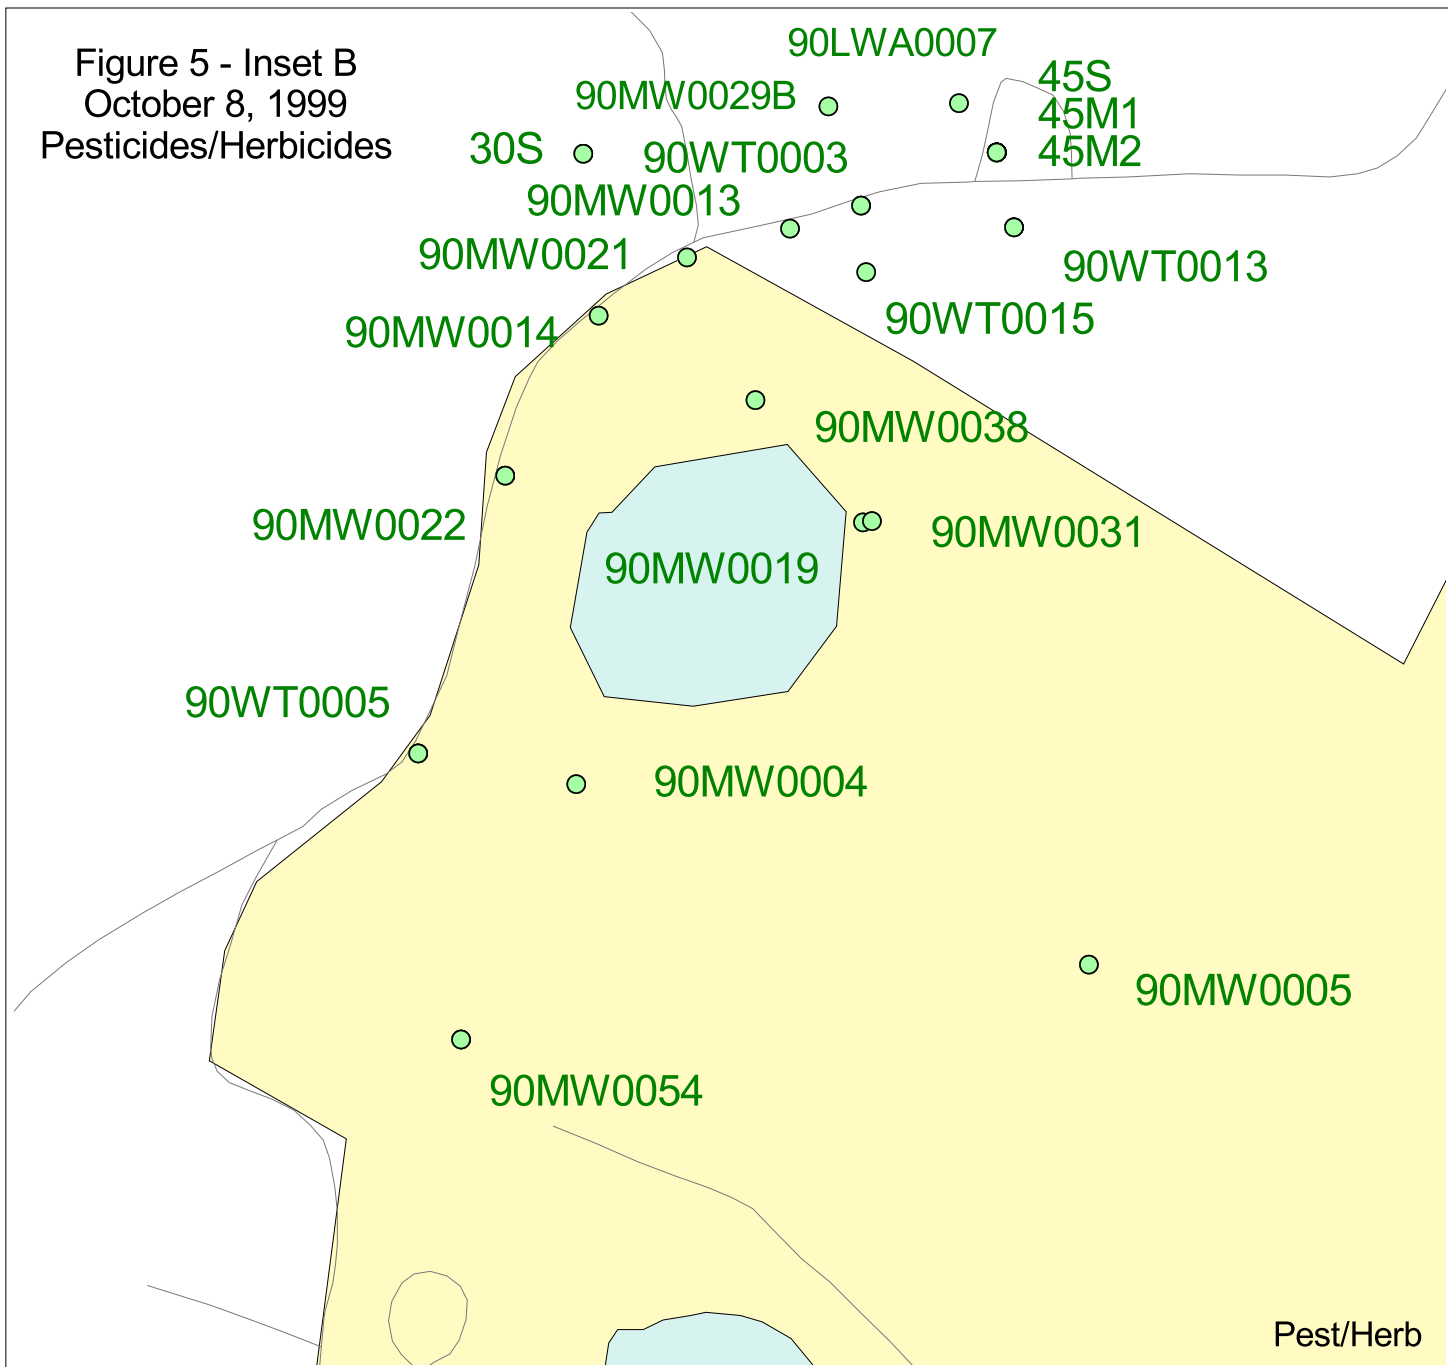 Figure 5 - Inset B
October 8, 1999
Pesticides/Herbicides
90LWA0007
90MW0029B
45S
45M1
45M2
30S
90WT0003
90MW0013
90MW0021
90WT0013
90WT0015
90MW0014
90MW0038
90MW0022
90MW0031
90MW0019
90WT0005
90MW0004
90MW0005
90MW0054
Pest/Herb